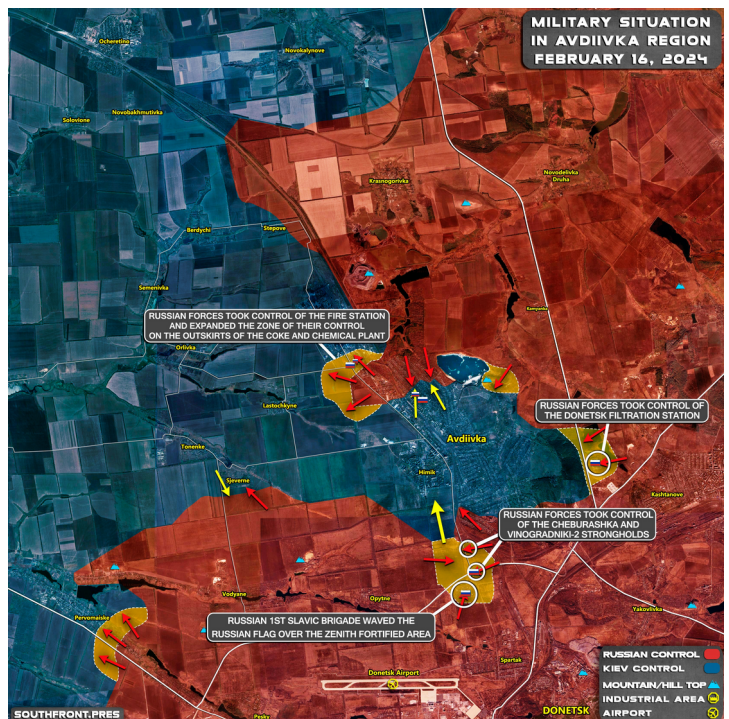 MILITARY SITUATION
IN AVDIIVKA REGION
FEBRUARY 16, 2024
Ocheretino
Novokalynove
Novobakhmutivka
Solovione
Krasnogorivka
Novodelivka
Druha
Berdychi
Stepove
Semenivka
Kamyanka
RUSSIAN FORCES TOOK CONTROL OF THE FIRE STATION
AND EXPANDED THE ZONE OF THEIR CONTROL
ON THE OUTSKIRTS OF THE COKE AND CHEMICAL PLANT
Orlivka
Lastochkyne
RUSSIAN FORCES TOOK CONTROL OF
THE DONETSK FILTRATION STATION
Avdiivka
Tonenke
Himik
Sjeverne
Kashtanove
RUSSIAN FORCES TOOK CONTROL
OF THE CHEBURASHKA AND
VINOGRADNIKI-2 STRONGHOLDS
Vodyane
Opytne
Yakovlivka
Pervomaiske
RUSSIAN 1ST SLAVIC BRIGADE WAVED THE
RUSSIAN FLAG OVER THE ZENITH FORTIFIED AREA
Spartak
Donetsk Airport
RUSSIAN CONTROL
KIEV CONTROL
MOUNTAIN/HILL TOP
INDUSTRIAL AREA
AIRPORT
SOUTHFRONT.PRES
Pesky
DONETSK